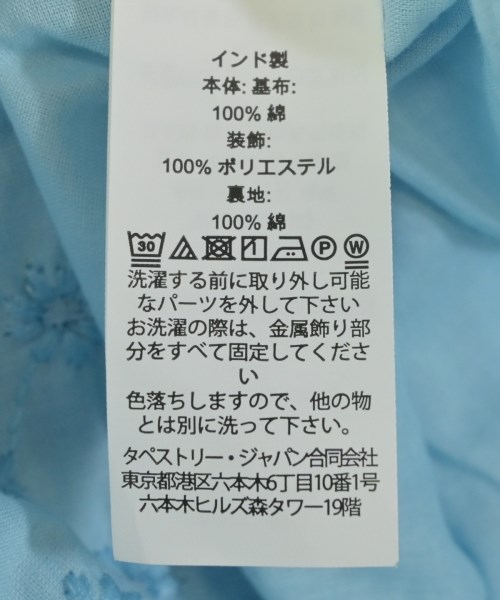 インド製
本体: 基布:
100% 綿
装飾:
100% ポリエステル
裏地:
100% 綿
30 P W
洗濯する前に取り外し可能
なパーツを外して下さい
お洗濯の際は、金属飾り部
分をすべて固定してくださ
い
色落ちしますので、他の物
とは別に洗って下さい。
タペストリー・ジャパン合同会社
東京都港区六本木6丁目10番1号
六本木ヒルズ森タワー19階